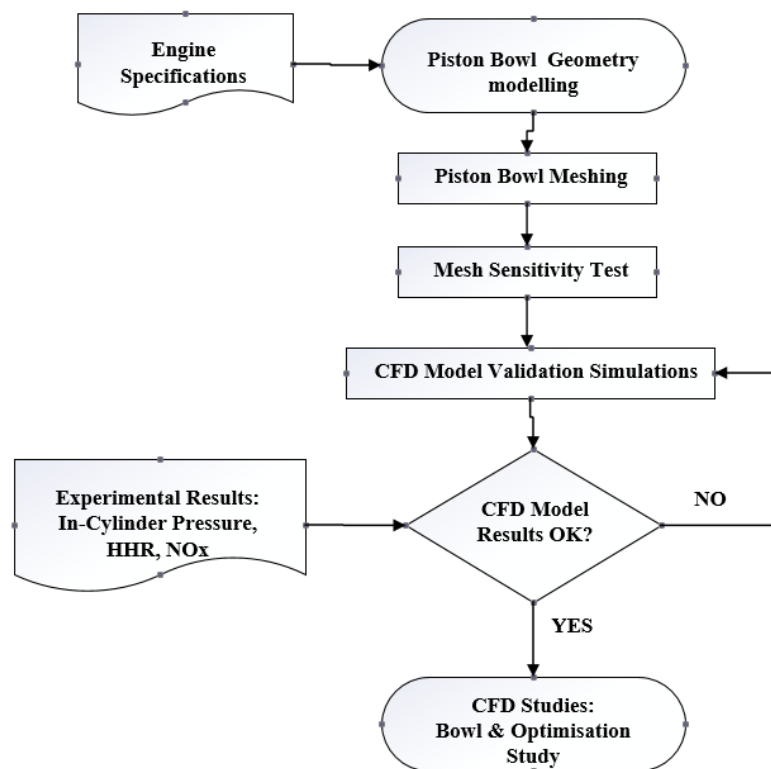 Engine
Specifications
Piston Bowl Geometry
modelling
Piston Bowl Meshing
Mesh Sensitivity Test
CFD Model Validation Simulations
Experimental Results:
In-Cylinder Pressure,
HHR, NOx
CFD Model
Results OK?
NO
YES
CFD Studies:
Bowl & Optimisation
Study